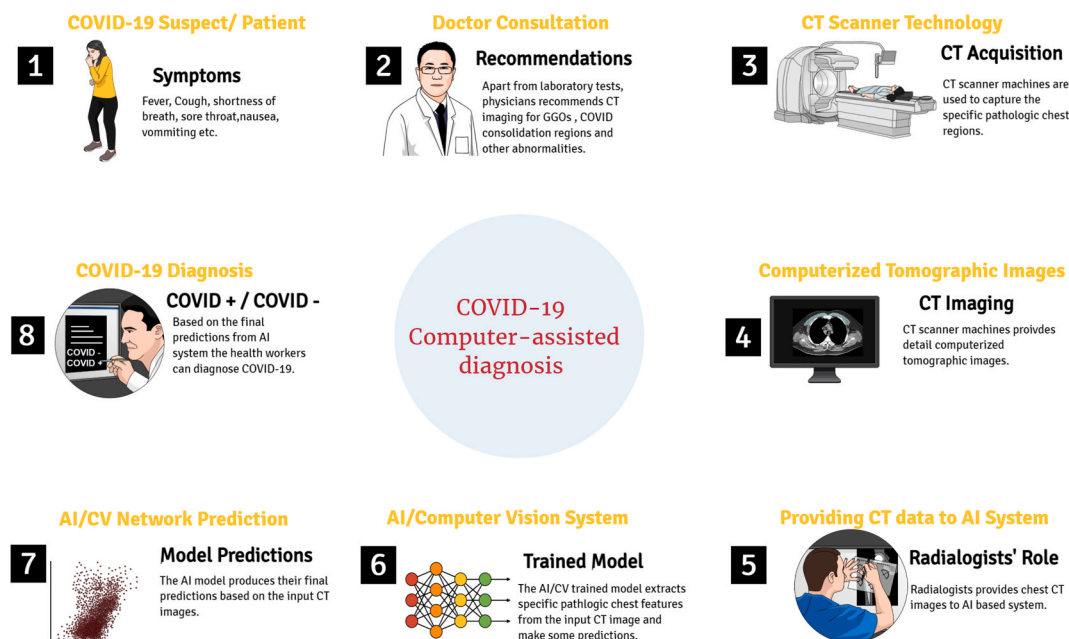 COVID-19 Suspect/ Patient
1
Symptoms
Fever, Cough, shortness of
breath, sore throat,nausea,
vommiting etc.
Doctor Consultation
2
Recommendations
Apart from laboratory tests,
physicians recommends CT
imaging for GGOs , COVID
consolidation regions and
other abnormalities.
CT Scanner Technology
3
CT Acquisition
CT scanner machines are
used to capture the
specific pathologic chest
regions.
COVID-19 Diagnosis
8
COVID -
COVID +
COVID + / COVID -
Based on the final
predictions from AI
system the health workers
can diagnose COVID-19.
COVID-19
Computer-assisted
diagnosis
Computerized Tomographic Images
4
CT Imaging
CT scanner machines proivdes
detail computerized
tomographic images.
AI/CV Network Prediction
7
Model Predictions
The AI model produces their final
predictions based on the input CT
images.
AI/Computer Vision System
6
Trained Model
The AI/CV trained model extracts
specific pathlogic chest features
from the input CT image and
make some predictions.
Providing CT data to AI System
5
Radialogists' Role
Radialogists provides chest CT
images to AI based system.